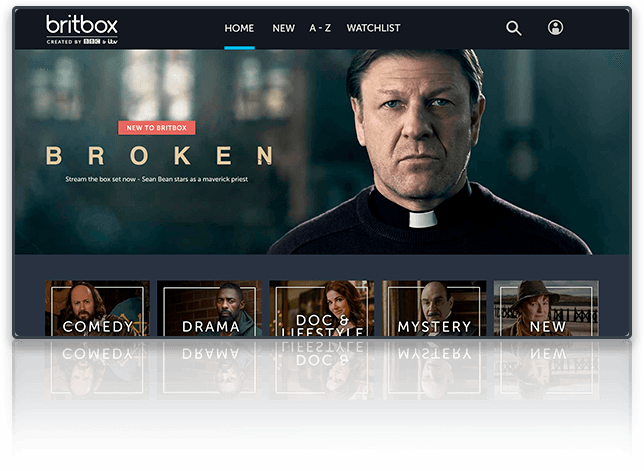 britbox
CREATED BY BBC & itv
HOME NEW A - Z WATCHLIST
NEW TO BRITBOX
BROKEN
Stream the box set now - Sean Bean stars as a maverick priest
COMEDY
DRAMA
DOC &
LIFESTYLE
MYSTERY
NEW